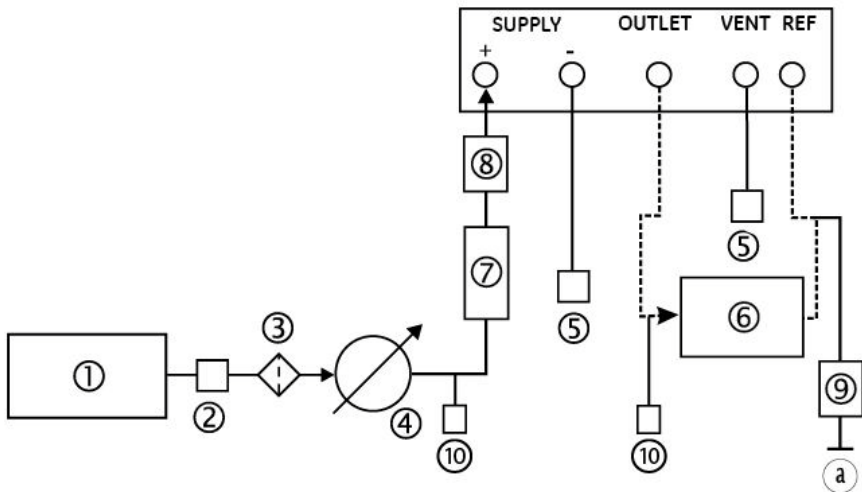 SUPPLY OUTLET VENT REF
+ -
⑧
⑤
⑦
③ ⑤ ⑥
①
⑨
② ④
⑩ ⑩ ⓐ